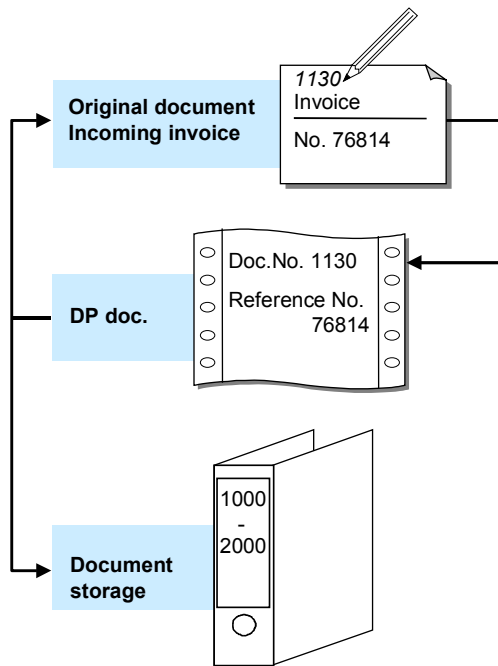 Original document
Incoming invoice
1130
Invoice
No. 76814
DP doc.
Doc.No. 1130
Reference No.
76814
Document
storage
1000
-
2000